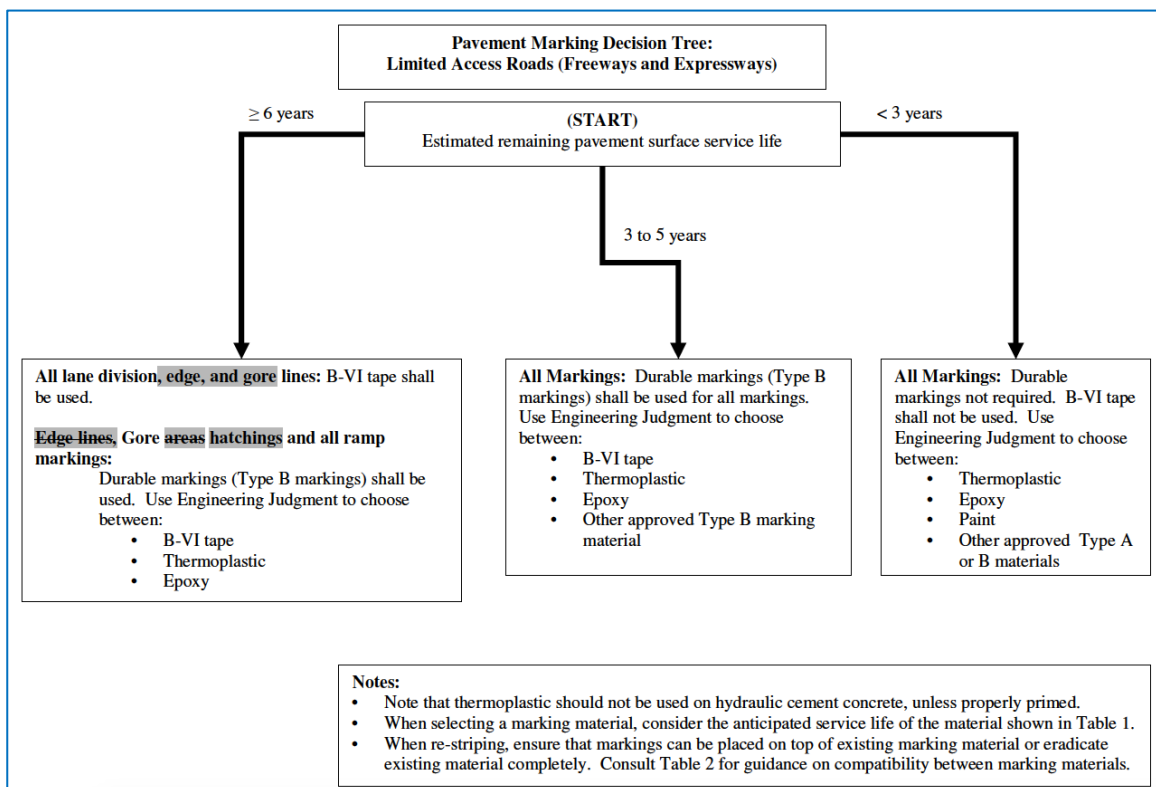 Pavement Marking Decision Tree:
Limited Access Roads (Freeways and Expressways)
≥ 6 years
(START)
Estimated remaining pavement surface service life
< 3 years
3 to 5 years
All lane division, edge, and gore lines: B-VI tape shall
be used.
Edge lines, Gore areas hatchings and all ramp
markings:
Durable markings (Type B markings) shall be
used. Use Engineering Judgment to choose
between:
• B-VI tape
• Thermoplastic
• Epoxy
All Markings: Durable markings (Type B
markings) shall be used for all markings.
Use Engineering Judgment to choose
between:
• B-VI tape
• Thermoplastic
• Epoxy
• Other approved Type B marking
material
All Markings: Durable
markings not required. B-VI tape
shall not be used. Use
Engineering Judgment to choose
between:
• Thermoplastic
• Epoxy
• Paint
• Other approved Type A
or B materials
Notes:
• Note that thermoplastic should not be used on hydraulic cement concrete, unless properly primed.
• When selecting a marking material, consider the anticipated service life of the material shown in Table 1.
• When re-striping, ensure that markings can be placed on top of existing marking material or eradicate
existing material completely. Consult Table 2 for guidance on compatibility between marking materials.